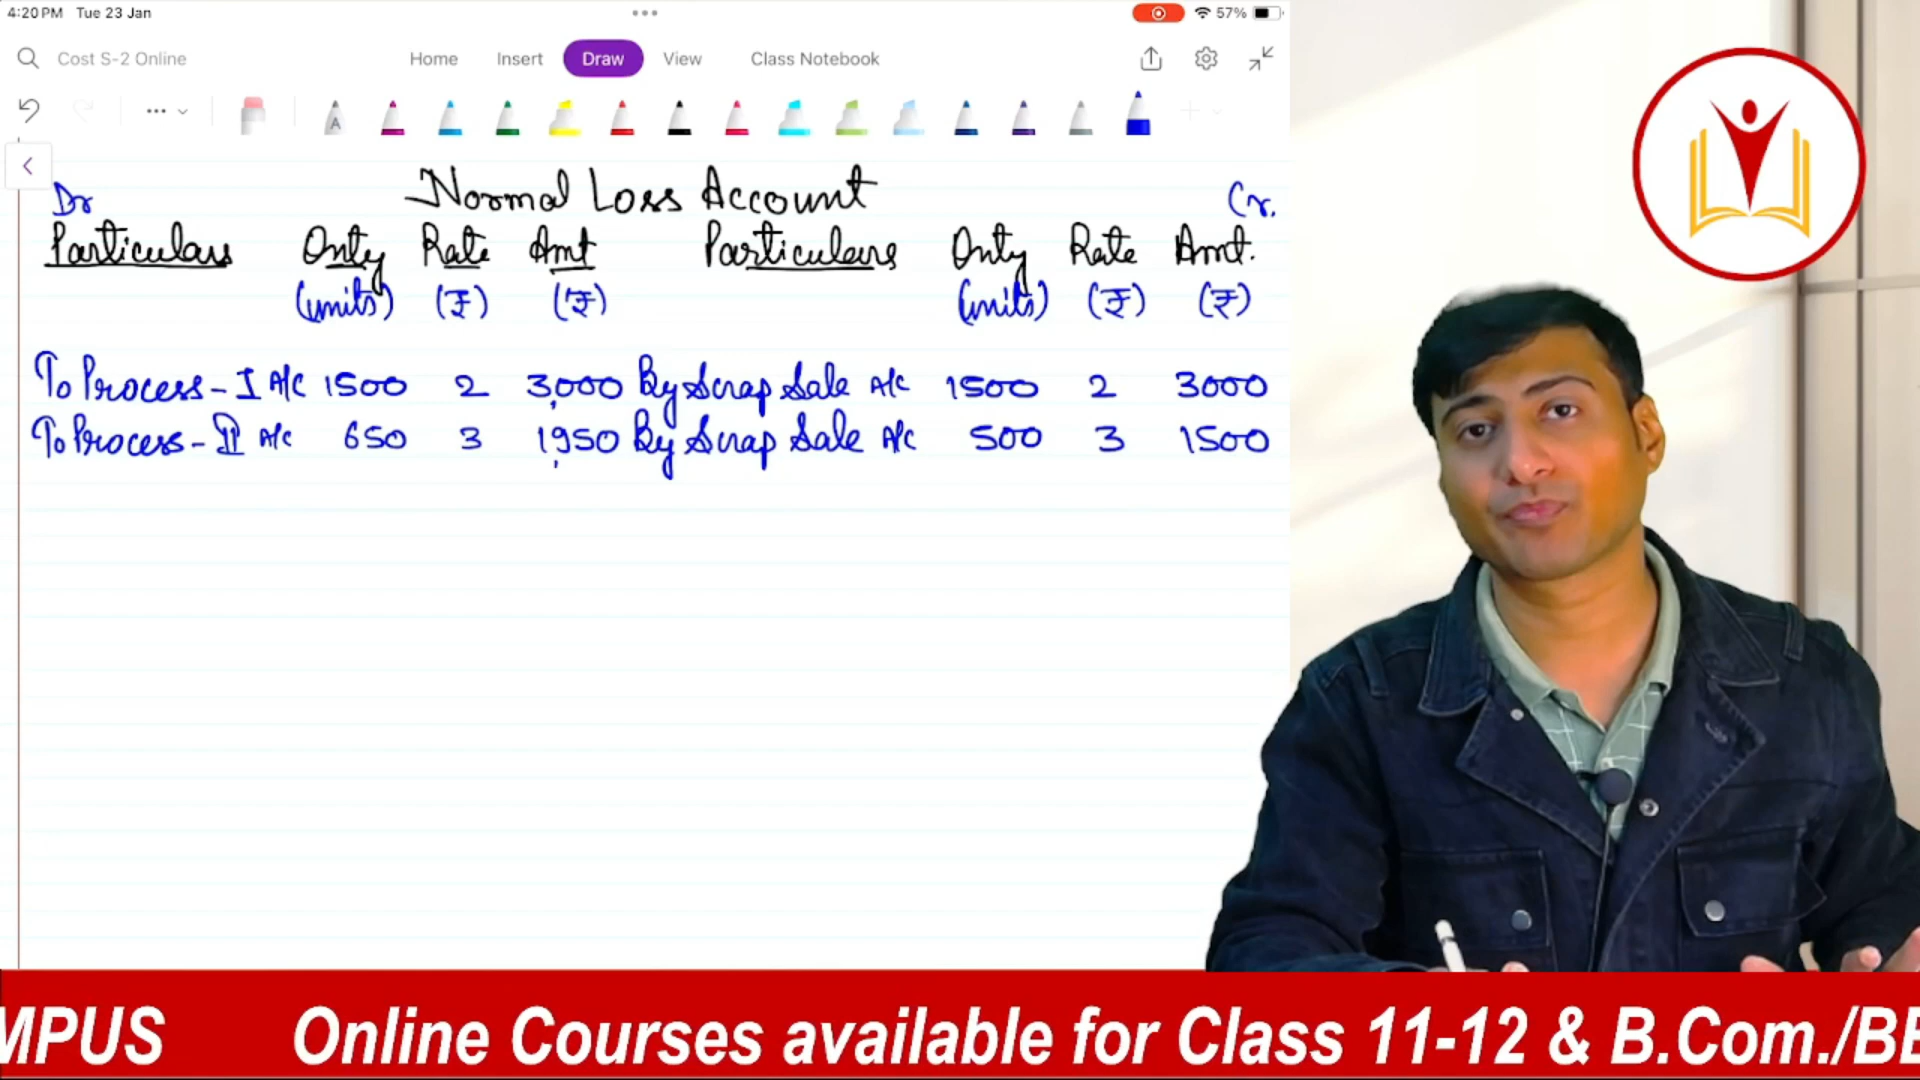 4:20 PM Tue 23 Jan
57%
Cost S-2 Online Home Insert Draw View Class Notebook
A
Dr Normal Loss Account Cr.
Particulars Qnty Rate Amt Particulars Qnty Rate Amt.
(units) (₹) (₹) (units) (₹) (₹)
To Process-I A/c 1500 2 3,000 By Scrap Sale A/c 1500 2 3000
To Process-II A/c 650 3 1,950 By Scrap Sale A/c 500 3 1500
MPUS Online Courses available for Class 11-12 & B.Com./BB